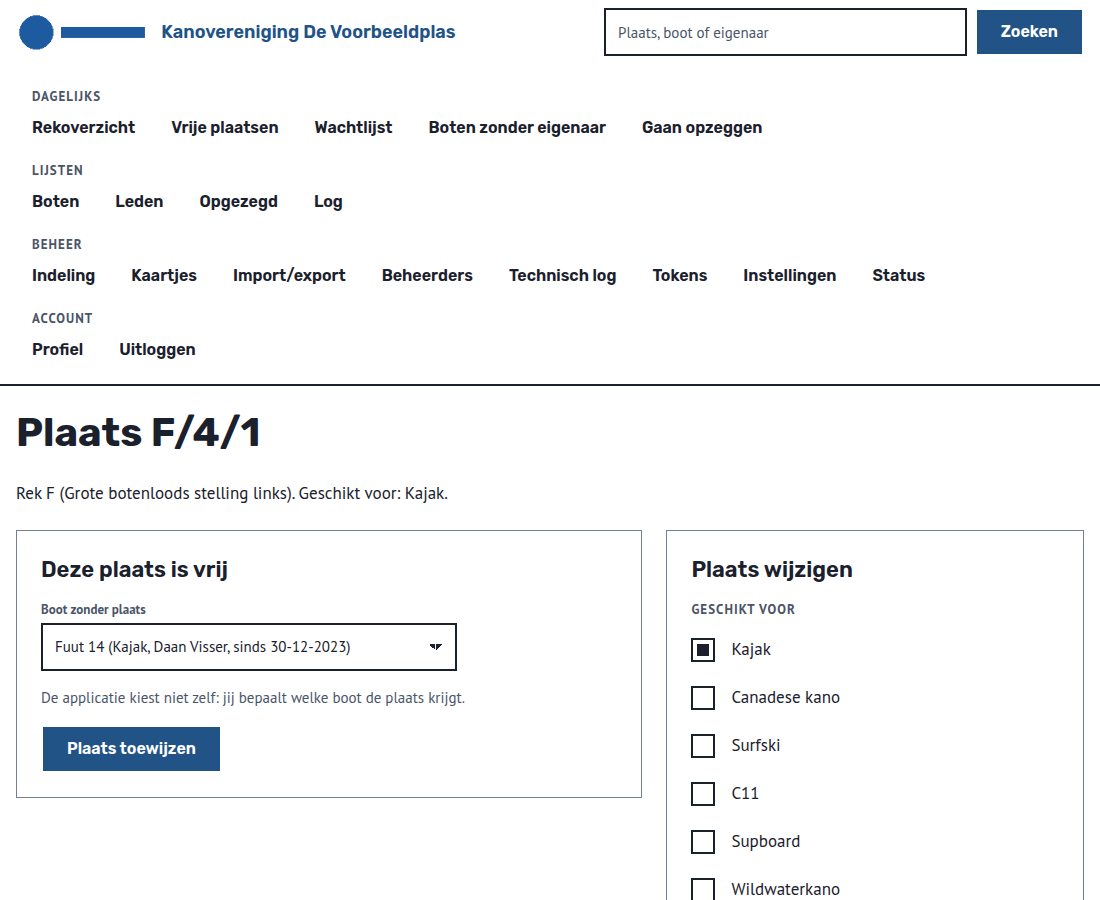 Kanovereniging De Voorbeeldplas
Plaats, boot of eigenaar
Zoeken
DAGELIJKS
Rekoverzicht Vrije plaatsen Wachtlijst Boten zonder eigenaar Gaan opzeggen
LIJSTEN
Boten Leden Opgezegd Log
BEHEER
Indeling Kaartjes Import/export Beheerders Technisch log Tokens Instellingen Status
ACCOUNT
Profiel Uitloggen
Plaats F/4/1
Rek F (Grote botenloods stelling links). Geschikt voor: Kajak.
Deze plaats is vrij
Boot zonder plaats
Fuut 14 (Kajak, Daan Visser, sinds 30-12-2023)
De applicatie kiest niet zelf: jij bepaalt welke boot de plaats krijgt.
Plaats toewijzen
Plaats wijzigen
GESCHIKT VOOR
Kajak
Canadese kano
Surfski
C11
Supboard
Wildwaterkano